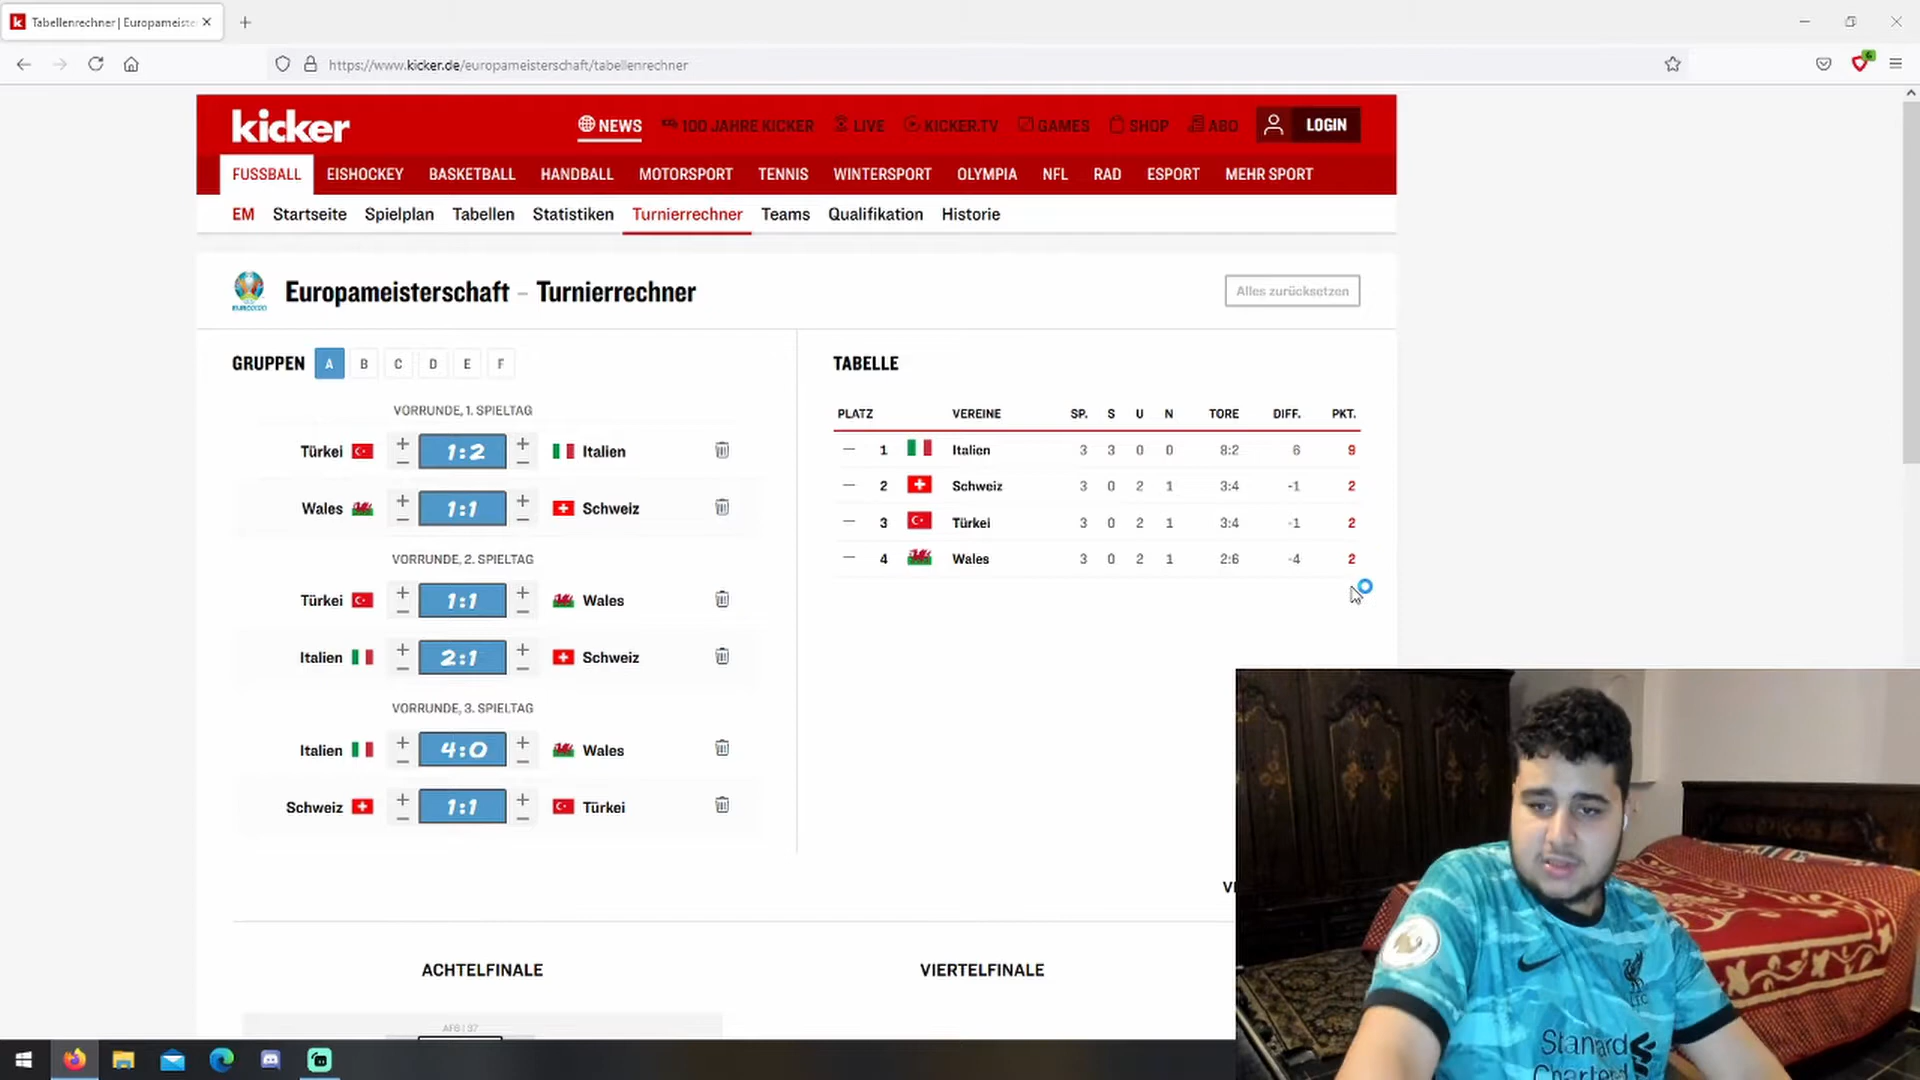 Tabellenrechner | Europameiste
https://www.kicker.de/europameisterschaft/tabellenrechner
6
kicker
NEWS 100 JAHRE KICKER LIVE KICKER.TV GAMES SHOP ABO LOGIN
FUSSBALL EISHOCKEY BASKETBALL HANDBALL MOTORSPORT TENNIS WINTERSPORT OLYMPIA NFL RAD ESPORT MEHR SPORT
EM Startseite Spielplan Tabellen Statistiken Turnierrechner Teams Qualifikation Historie
Europameisterschaft - Turnierrechner
Alles zurücksetzen
GRUPPEN A B C D E F
VORRUNDE, 1. SPIELTAG
Türkei + − 1:2 + − Italien
Wales + − 1:1 + − Schweiz
VORRUNDE, 2. SPIELTAG
Türkei + − 1:1 + − Wales
Italien + − 2:1 + − Schweiz
VORRUNDE, 3. SPIELTAG
Italien + − 4:0 + − Wales
Schweiz + − 1:1 + − Türkei
TABELLE
PLATZ VEREINE SP. S U N TORE DIFF. PKT.
1 Italien 3 3 0 0 8:2 6 9
2 Schweiz 3 0 2 1 3:4 -1 2
3 Türkei 3 0 2 1 3:4 -1 2
4 Wales 3 0 2 1 2:6 -4 2
ACHTELFINALE
VIERTELFINALE
AF6 | 37
LFC
Standard
Chartered